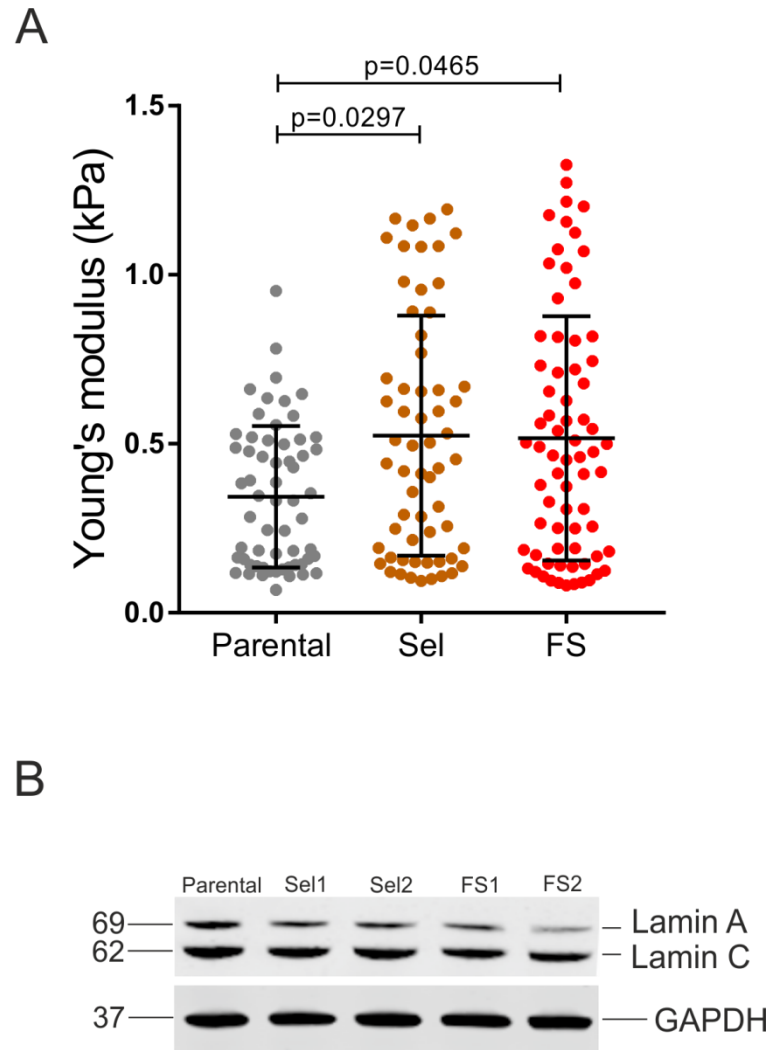 A
p=0.0465
p=0.0297
Young's modulus (kPa)
1.5
1.0
0.5
0.0
Parental Sel FS
B
Parental Sel1 Sel2 FS1 FS2
69 Lamin A
62 Lamin C
37 GAPDH